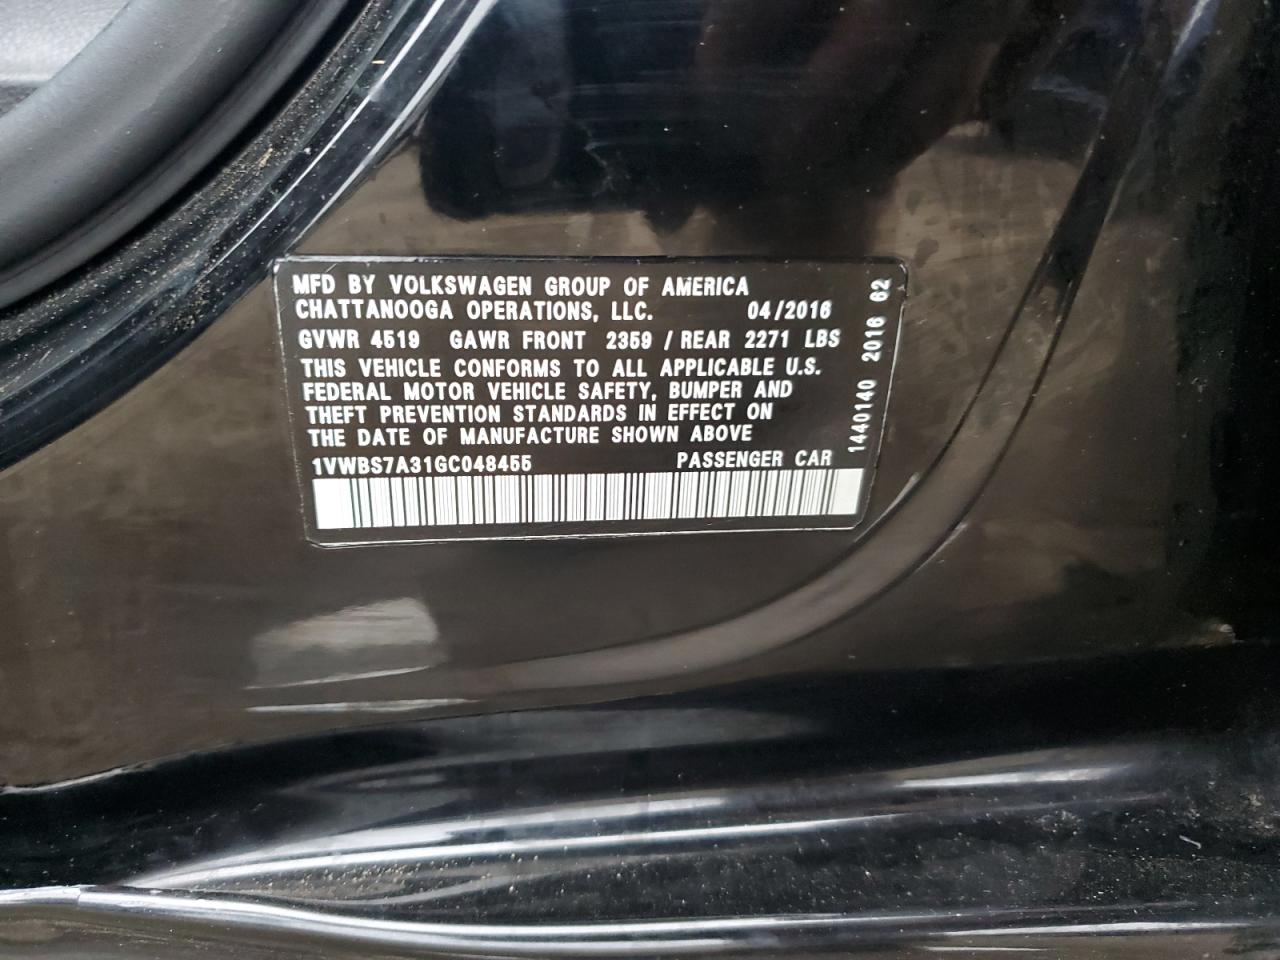 MFD BY VOLKSWAGEN GROUP OF AMERICA
CHATTANOOGA OPERATIONS, LLC. 04/2016
GVWR 4519 GAWR FRONT 2359 / REAR 2271 LBS
THIS VEHICLE CONFORMS TO ALL APPLICABLE U.S.
FEDERAL MOTOR VEHICLE SAFETY, BUMPER AND
THEFT PREVENTION STANDARDS IN EFFECT ON
THE DATE OF MANUFACTURE SHOWN ABOVE
1VWBS7A31GC048455 PASSENGER CAR
1440140 2016 62